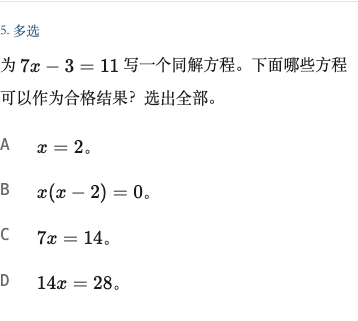 5. 多选
为 7x − 3 = 11 写一个同解方程。下面哪些方程
可以作为合格结果？选出全部。
A x = 2。
B x(x − 2) = 0。
C 7x = 14。
D 14x = 28。